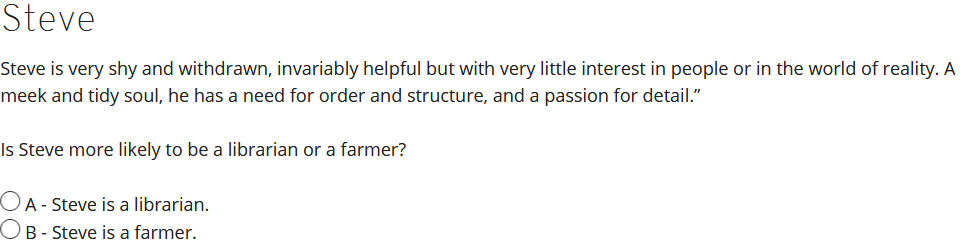 Steve
Steve is very shy and withdrawn, invariably helpful but with very little interest in people or in the world of reality. A
meek and tidy soul, he has a need for order and structure, and a passion for detail.”
Is Steve more likely to be a librarian or a farmer?
A - Steve is a librarian.
B - Steve is a farmer.